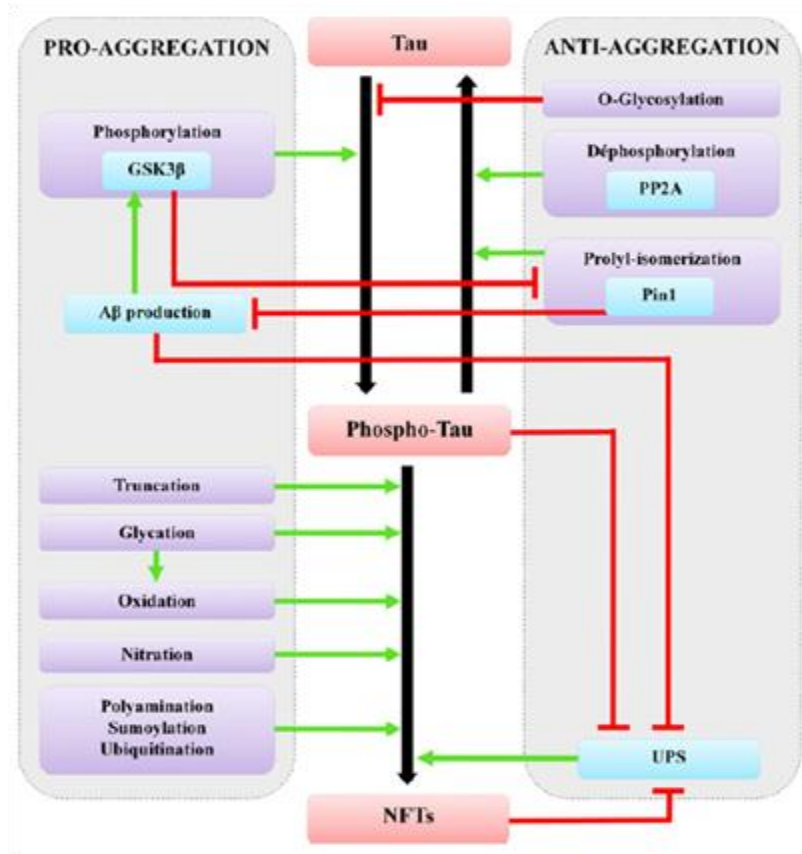 PRO-AGGREGATION
Tau
ANTI-AGGREGATION
Phosphorylation
GSK3β
O-Glycosylation
Déphosphorylation
PP2A
Prolyl-isomerization
Pin1
Aβ production
Phospho-Tau
Truncation
Glycation
Oxidation
Nitration
Polyamination
Sumoylation
Ubiquitination
UPS
NFTs